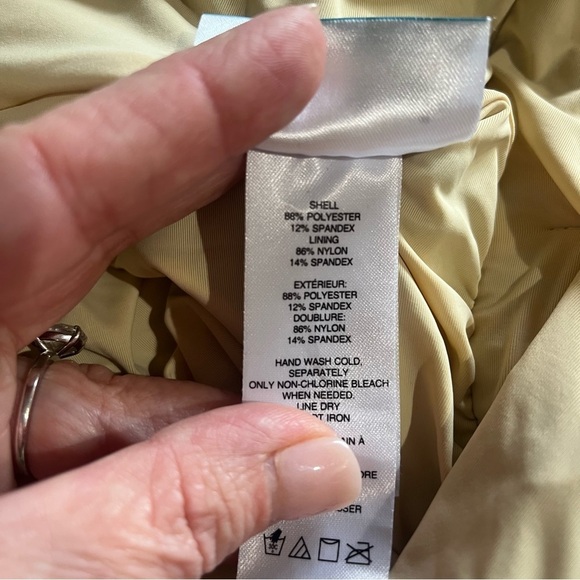 SHELL
88% POLYESTER
12% SPANDEX
LINING
86% NYLON
14% SPANDEX
EXTÉRIEUR:
88% POLYESTER
12% SPANDEX
DOUBLURE:
86% NYLON
14% SPANDEX
HAND WASH COLD,
SEPARATELY
ONLY NON-CHLORINE BLEACH
WHEN NEEDED.
LINE DRY
IRON
À